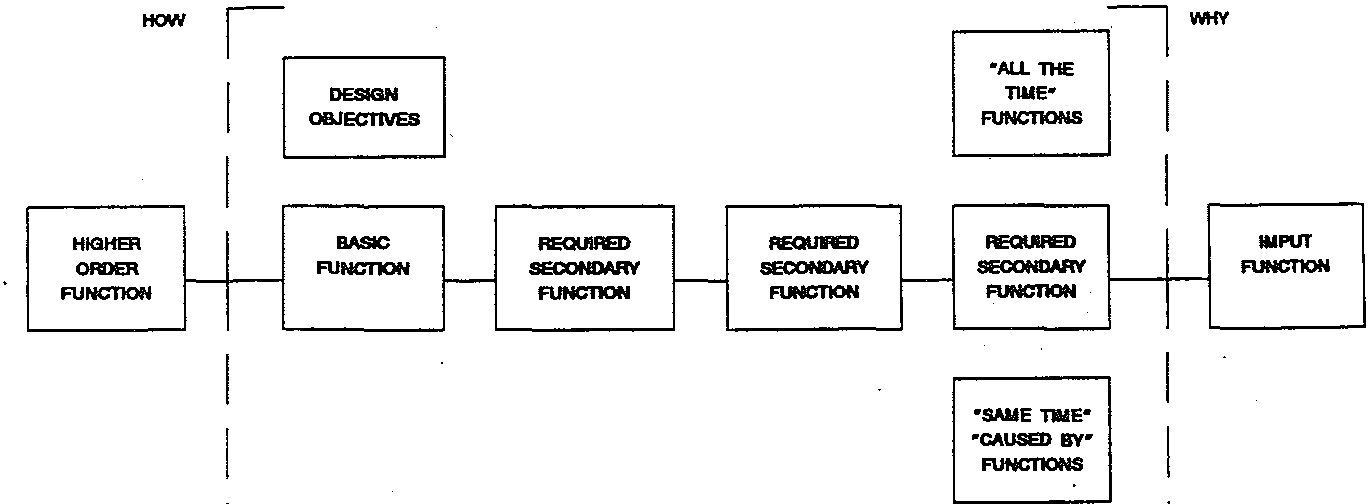 HOW
WHY
DESIGN
OBJECTIVES
"ALL THE
TIME"
FUNCTIONS
HIGHER
ORDER
FUNCTION
BASIC
FUNCTION
REQUIRED
SECONDARY
FUNCTION
REQUIRED
SECONDARY
FUNCTION
REQUIRED
SECONDARY
FUNCTION
IMPUT
FUNCTION
"SAME TIME"
"CAUSED BY"
FUNCTIONS